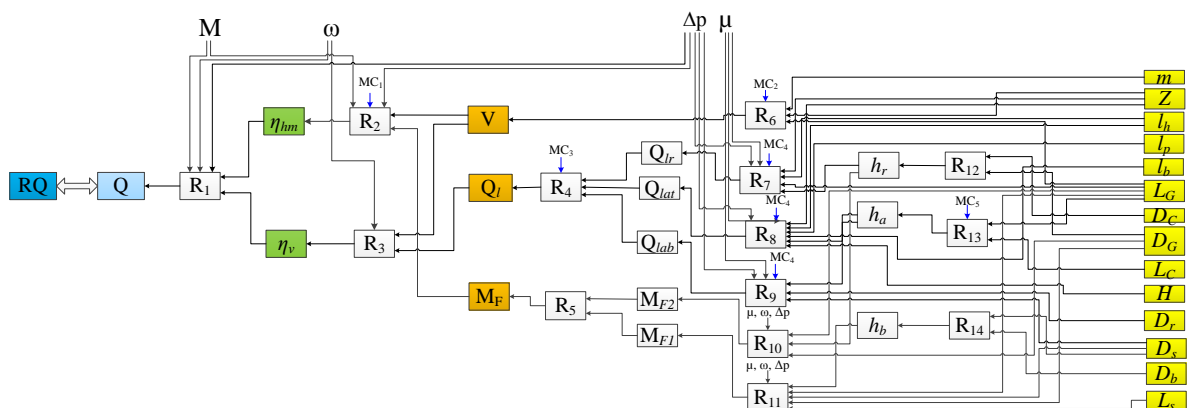 M ω Δp μ
MC1 MC2 m
Z
ηhm R2 V R6 lh
MC3 Qlr MC4 lp
RQ Q R1 R4 R7 hr R12 lb
Ql Qlat MC4 LG
ha MC5 DC
ηv R3 Qlab R8 R13 DG
MC4 LC
MF R9 H
R5 MF2 μ, ω, Δp Dr
R10 hb R14 Ds
MF1 μ, ω, Δp Db
R11 Ls